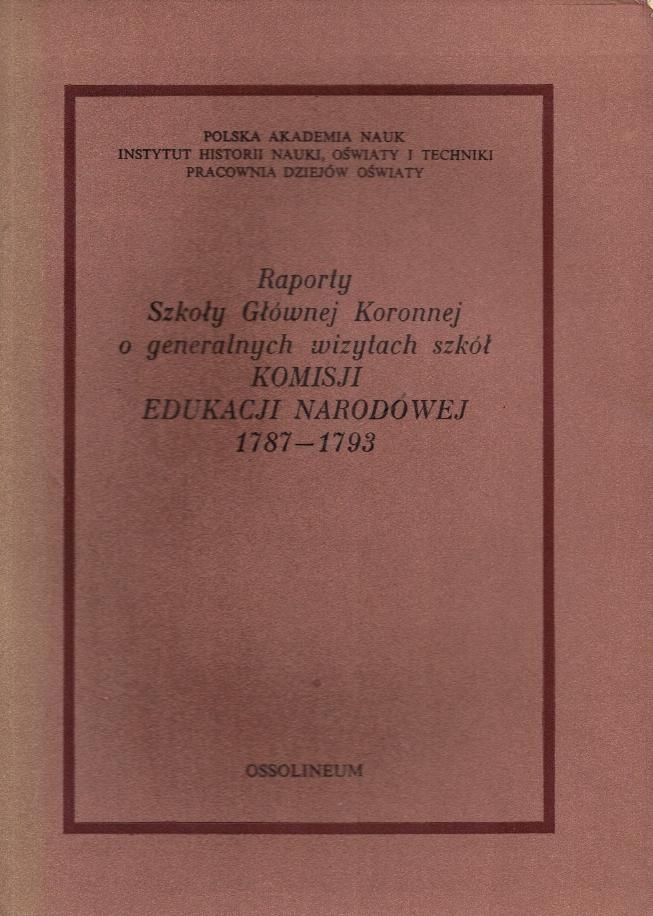 POLSKA AKADEMIA NAUK
INSTYTUT HISTORII NAUKI, OŚWIATY I TECHNIKI
PRACOWNIA DZIEJÓW OŚWIATY
Raporty
Szkoły Głównej Koronnej
o generalnych wizytach szkół
KOMISJI
EDUKACJI NARODOWEJ
1787—1793
OSSOLINEUM